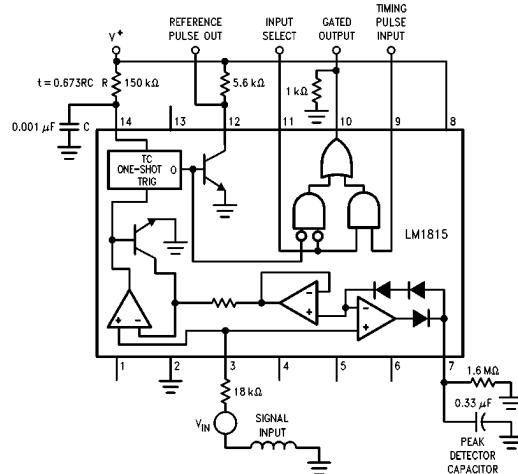 REFERENCE
PULSE OUT
INPUT
SELECT
GATED
OUTPUT
TIMING
PULSE
INPUT
V+
t = 0.673RC R
150 kΩ
5.6 kΩ
1 kΩ
0.001 μF
C
14
13
12
11
10
9
8
TC
ONE-SHOT
TRIG
O
LM1815
+
−
−
+
−
+
1
2
3
4
5
6
7
18 kΩ
VIN
SIGNAL
INPUT
1.6 MΩ
0.33 μF
PEAK
DETECTOR
CAPACITOR